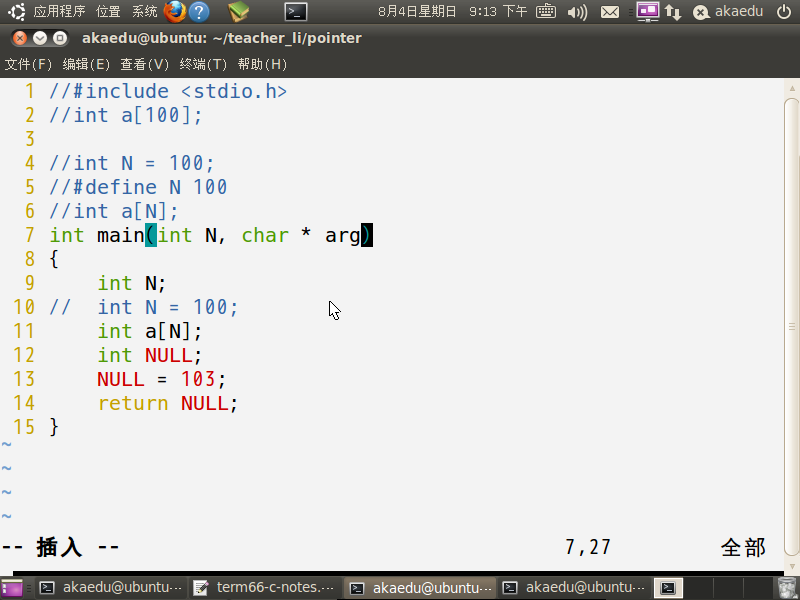 应用程序 位置 系统 8月4日星期日 9:13 下午 akaedu
akaedu@ubuntu: ~/teacher_li/pointer
文件(F) 编辑(E) 查看(V) 终端(T) 帮助(H)
1 //#include <stdio.h>
2 //int a[100];
3
4 //int N = 100;
5 //#define N 100
6 //int a[N];
7 int main(int N, char * arg)
8 {
9     int N;
10 //  int N = 100;
11     int a[N];
12     int NULL;
13     NULL = 103;
14     return NULL;
15 }
~
~
~
~
-- 插入 -- 7,27 全部
akaedu@ubuntu:... term66-c-notes.... akaedu@ubuntu:... akaedu@ubuntu:...